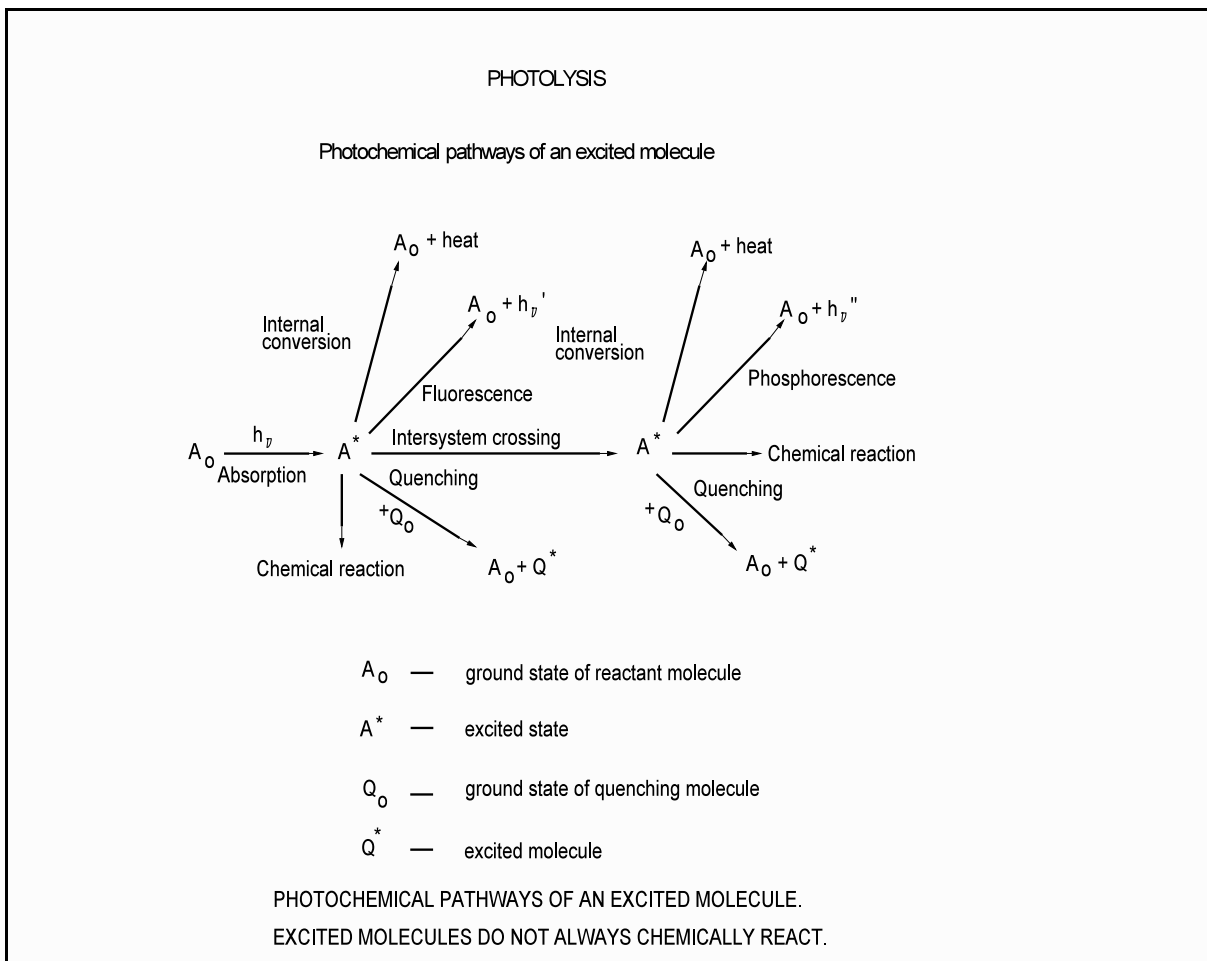 PHOTOLYSIS
Photochemical pathways of an excited molecule
A₀ + heat
A₀ + heat
A₀ + hν'
A₀ + hν"
Internal
conversion
Internal
conversion
Fluorescence
Phosphorescence
A₀
hν
Absorption
A*
Intersystem crossing
A*
Chemical reaction
Quenching
+Q₀
Quenching
+Q₀
Chemical reaction
A₀ + Q*
A₀ + Q*
A₀ — ground state of reactant molecule
A* — excited state
Q₀ — ground state of quenching molecule
Q* — excited molecule
PHOTOCHEMICAL PATHWAYS OF AN EXCITED MOLECULE.
EXCITED MOLECULES DO NOT ALWAYS CHEMICALLY REACT.